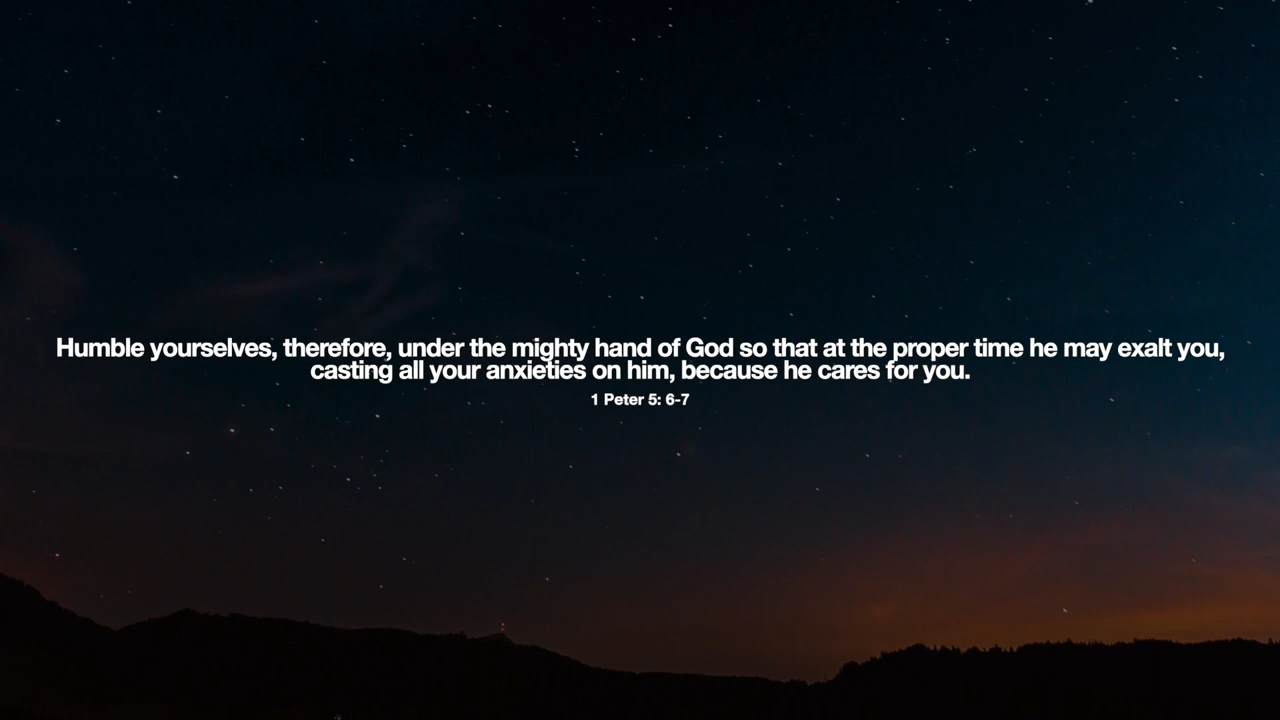 Humble yourselves, therefore, under the mighty hand of God so that at the proper time he may exalt you,
casting all your anxieties on him, because he cares for you.
1 Peter 5: 6-7